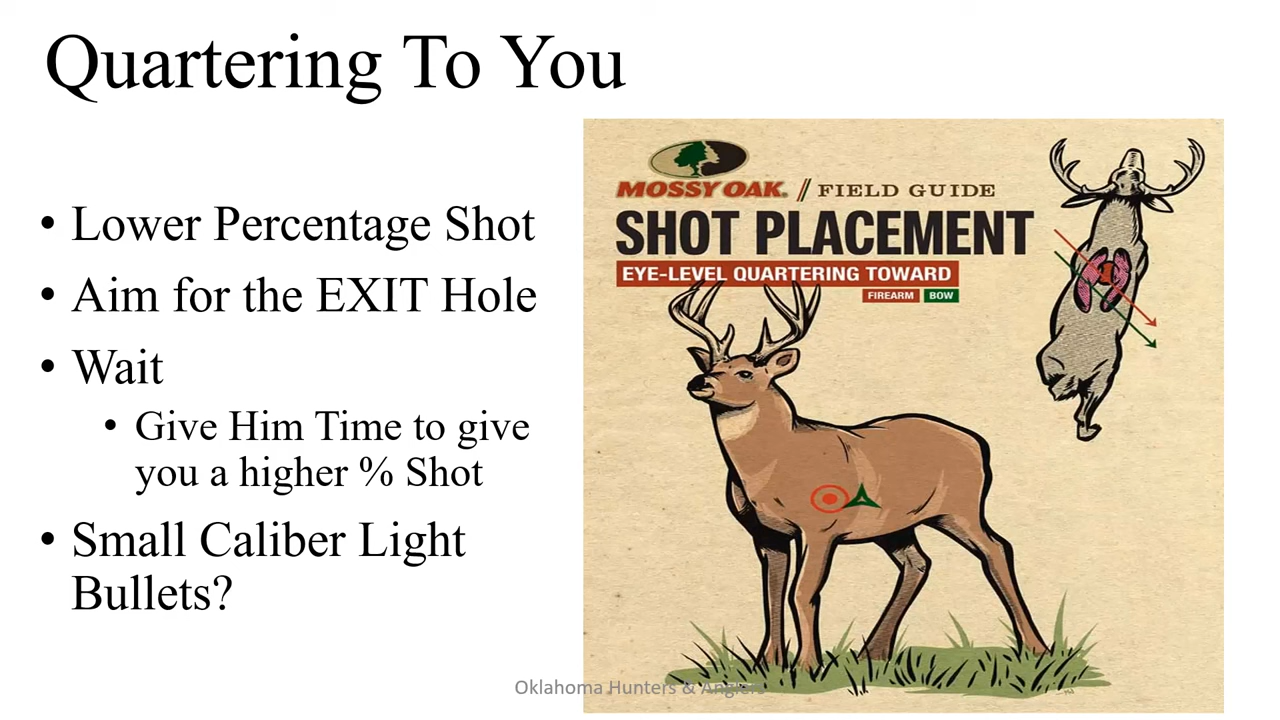 Quartering To You
• Lower Percentage Shot
• Aim for the EXIT Hole
• Wait
• Give Him Time to give
you a higher % Shot
• Small Caliber Light
Bullets?
MOSSY OAK. / FIELD GUIDE
SHOT PLACEMENT
EYE-LEVEL QUARTERING TOWARD
FIREARM BOW
Oklahoma Hunters & Anglers